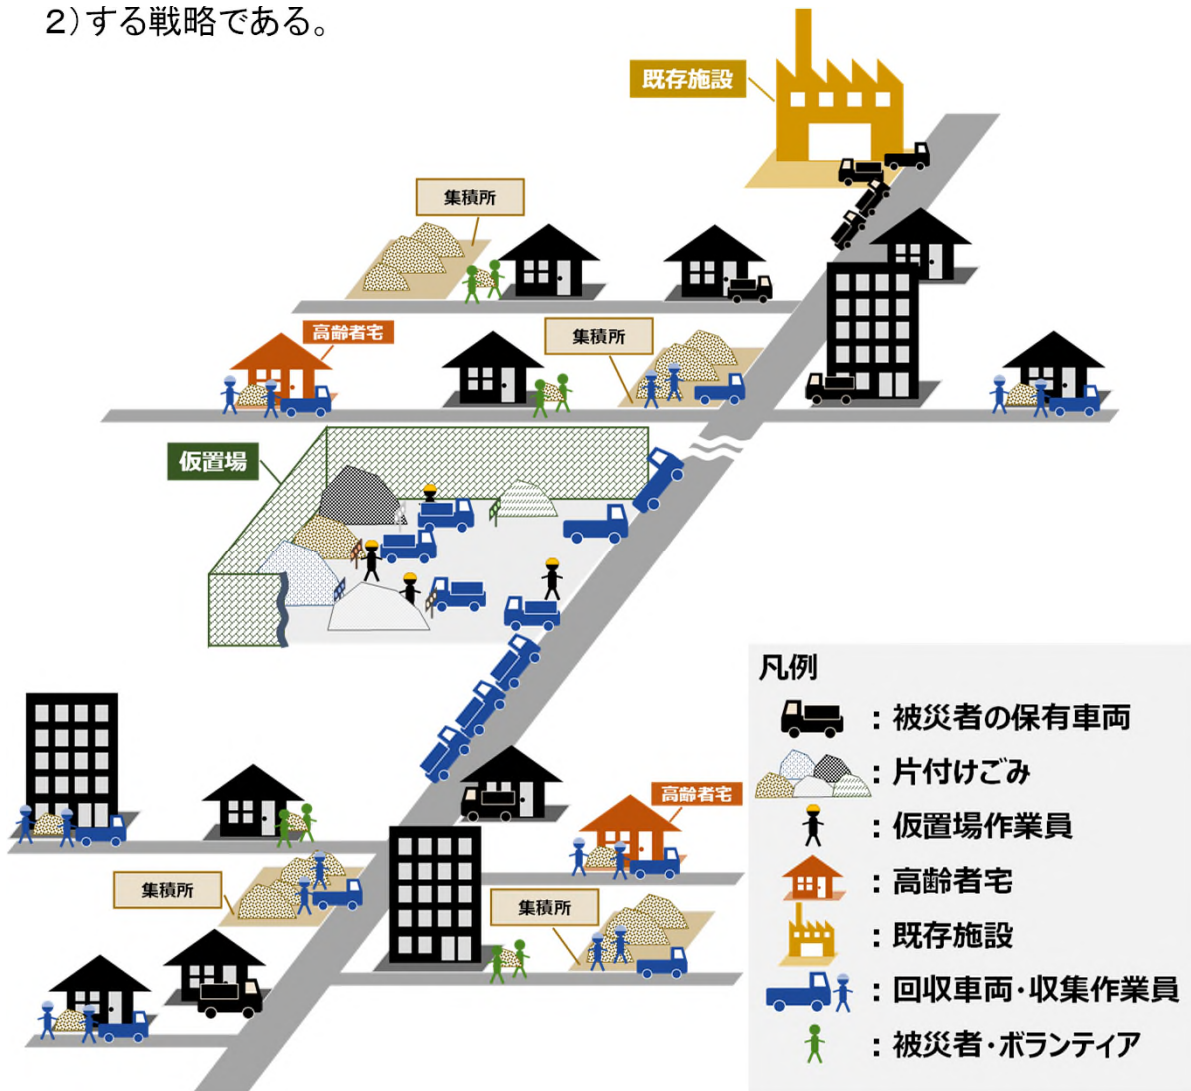 2)する戦略である。
既存施設
集積所
高齢者宅
集積所
仮置場
高齢者宅
集積所
集積所
凡例
：被災者の保有車両
：片付けごみ
：仮置場作業員
：高齢者宅
：既存施設
：回収車両・収集作業員
：被災者・ボランティア